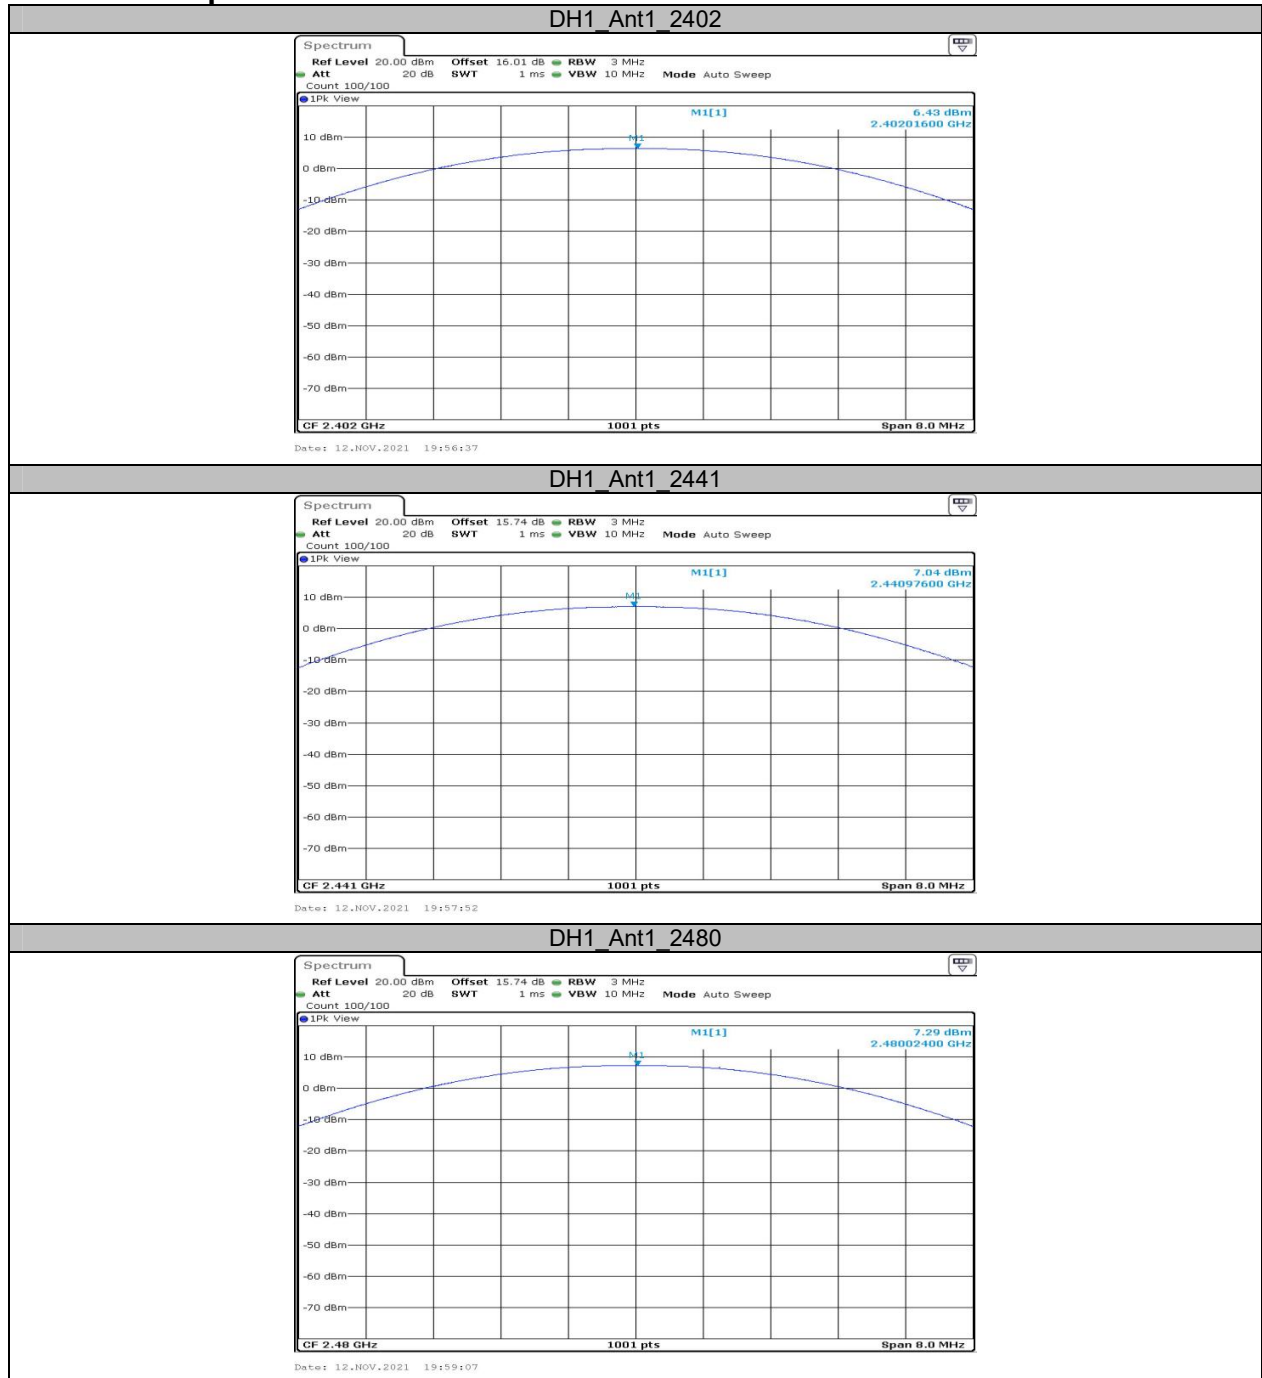 DH1_Ant1_2402
Spectrum
Ref Level 20.00 dBm Offset 16.01 dB RBW 3 MHz
Att 20 dB SWT 1 ms VBW 10 MHz Mode Auto Sweep
Count 100/100
1Pk View
M1[1] 6.43 dBm
2.40201600 GHz
M1
10 dBm
0 dBm
-10 dBm
-20 dBm
-30 dBm
-40 dBm
-50 dBm
-60 dBm
-70 dBm
CF 2.402 GHz 1001 pts Span 8.0 MHz
Date: 12.NOV.2021 19:56:37
DH1_Ant1_2441
Spectrum
Ref Level 20.00 dBm Offset 15.74 dB RBW 3 MHz
Att 20 dB SWT 1 ms VBW 10 MHz Mode Auto Sweep
Count 100/100
1Pk View
M1[1] 7.04 dBm
2.44097600 GHz
M1
10 dBm
0 dBm
-10 dBm
-20 dBm
-30 dBm
-40 dBm
-50 dBm
-60 dBm
-70 dBm
CF 2.441 GHz 1001 pts Span 8.0 MHz
Date: 12.NOV.2021 19:57:52
DH1_Ant1_2480
Spectrum
Ref Level 20.00 dBm Offset 15.74 dB RBW 3 MHz
Att 20 dB SWT 1 ms VBW 10 MHz Mode Auto Sweep
Count 100/100
1Pk View
M1[1] 7.29 dBm
2.48002400 GHz
M1
10 dBm
0 dBm
-10 dBm
-20 dBm
-30 dBm
-40 dBm
-50 dBm
-60 dBm
-70 dBm
CF 2.48 GHz 1001 pts Span 8.0 MHz
Date: 12.NOV.2021 19:59:07